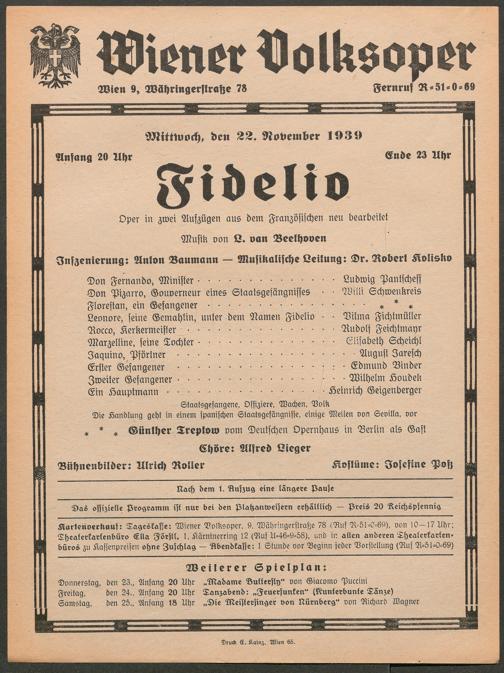 Wiener Volksoper
Wien 9, Währingerstraße 78 Fernruf R=51=0=69
Mittwoch, den 22. November 1939
Anfang 20 Uhr Ende 23 Uhr
Fidelio
Oper in zwei Aufzügen aus dem Französischen neu bearbeitet
Musik von L. van Beethoven
Inszenierung: Anton Baumann — Musikalische Leitung: Dr. Robert Kolisko
Don Fernando, Minister . . . . . . . . . . Ludwig Pantscheff
Don Pizarro, Gouverneur eines Staatsgefängnisses . . . Willi Schwenkreis
Florestan, ein Gefangener . . . . . . . . . . * * *
Leonore, seine Gemahlin, unter dem Namen Fidelio . . Vilma Fichtmüller
Rocco, Kerkermeister . . . . . . . . . . Rudolf Feichtmayr
Marzelline, seine Tochter . . . . . . . . . . Elisabeth Scheichl
Jaquino, Pförtner . . . . . . . . . . August Jaresch
Erster Gefangener . . . . . . . . . . Edmund Binder
Zweiter Gefangener . . . . . . . . . . Wilhelm Houdek
Ein Hauptmann . . . . . . . . . . Heinrich Geigenberger
Staatsgefangene, Offiziere, Wachen, Volk
Die Handlung geht in einem spanischen Staatsgefängnisse, einige Meilen von Sevilla, vor
* * * Günther Treptow vom Deutschen Opernhaus in Berlin als Gast
Chöre: Alfred Lieger
Bühnenbilder: Ulrich Roller Kostüme: Josefine Poß
Nach dem 1. Aufzug eine längere Pause
Das offizielle Programm ist nur bei den Platzanweisern erhältlich — Preis 20 Reichspfennig
Kartenverkauf: Tageskasse: Wiener Volksoper, 9, Währingerstraße 78 (Ruf R=51=0=69), von 10—17 Uhr;
Theaterkartenbüro Ella Förstl, 1, Kärntnerring 12 (Ruf U=46=9=58), und in allen anderen Theaterkarten=
büros zu Kassenpreisen ohne Zuschlag — Abendkasse: 1 Stunde vor Beginn jeder Vorstellung (Ruf R=51=0=69)
Weiterer Spielplan:
Donnerstag, den 23., Anfang 20 Uhr „Madame Butterfly“ von Giacomo Puccini
Freitag, den 24., Anfang 20 Uhr Tanzabend: „Feuerfunken“ (Kunterbunte Tänze)
Samstag, den 25., Anfang 18 Uhr „Die Meistersinger von Nürnberg“ von Richard Wagner
Druck C. Kainz, Wien 65.